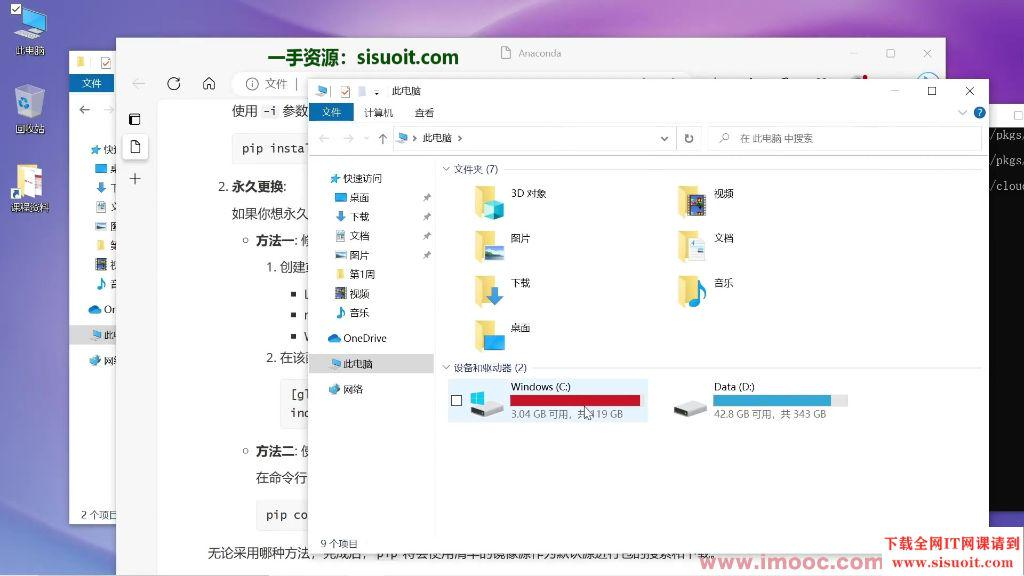 此电脑
回收站
课程资料
一手资源：sisuoit.com
Anaconda
文件
文件
使用 -i 参数
pip instal
2. 永久更换:
如果你想永久
方法一:
1. 创建
2. 在该
[gl
inc
方法二:
在命令行
pip co
无论采用哪种方法，完成后，pip 将会使用清华的镜像源作为默认源进行包的搜索和下载。
2 个项目
此电脑
文件
计算机
查看
此电脑
在 此电脑 中搜索
快速访问
桌面
下载
文档
图片
第1周
视频
音乐
OneDrive
此电脑
网络
文件夹 (7)
3D 对象
视频
图片
文档
下载
音乐
桌面
设备和驱动器 (2)
Windows (C:)
3.04 GB 可用，共 119 GB
Data (D:)
42.8 GB 可用，共 343 GB
9 个项目
/pkgs/
/pkgs/
/cloud
www.imooc.com
下载全网IT网课请到
www.sisuoit.com